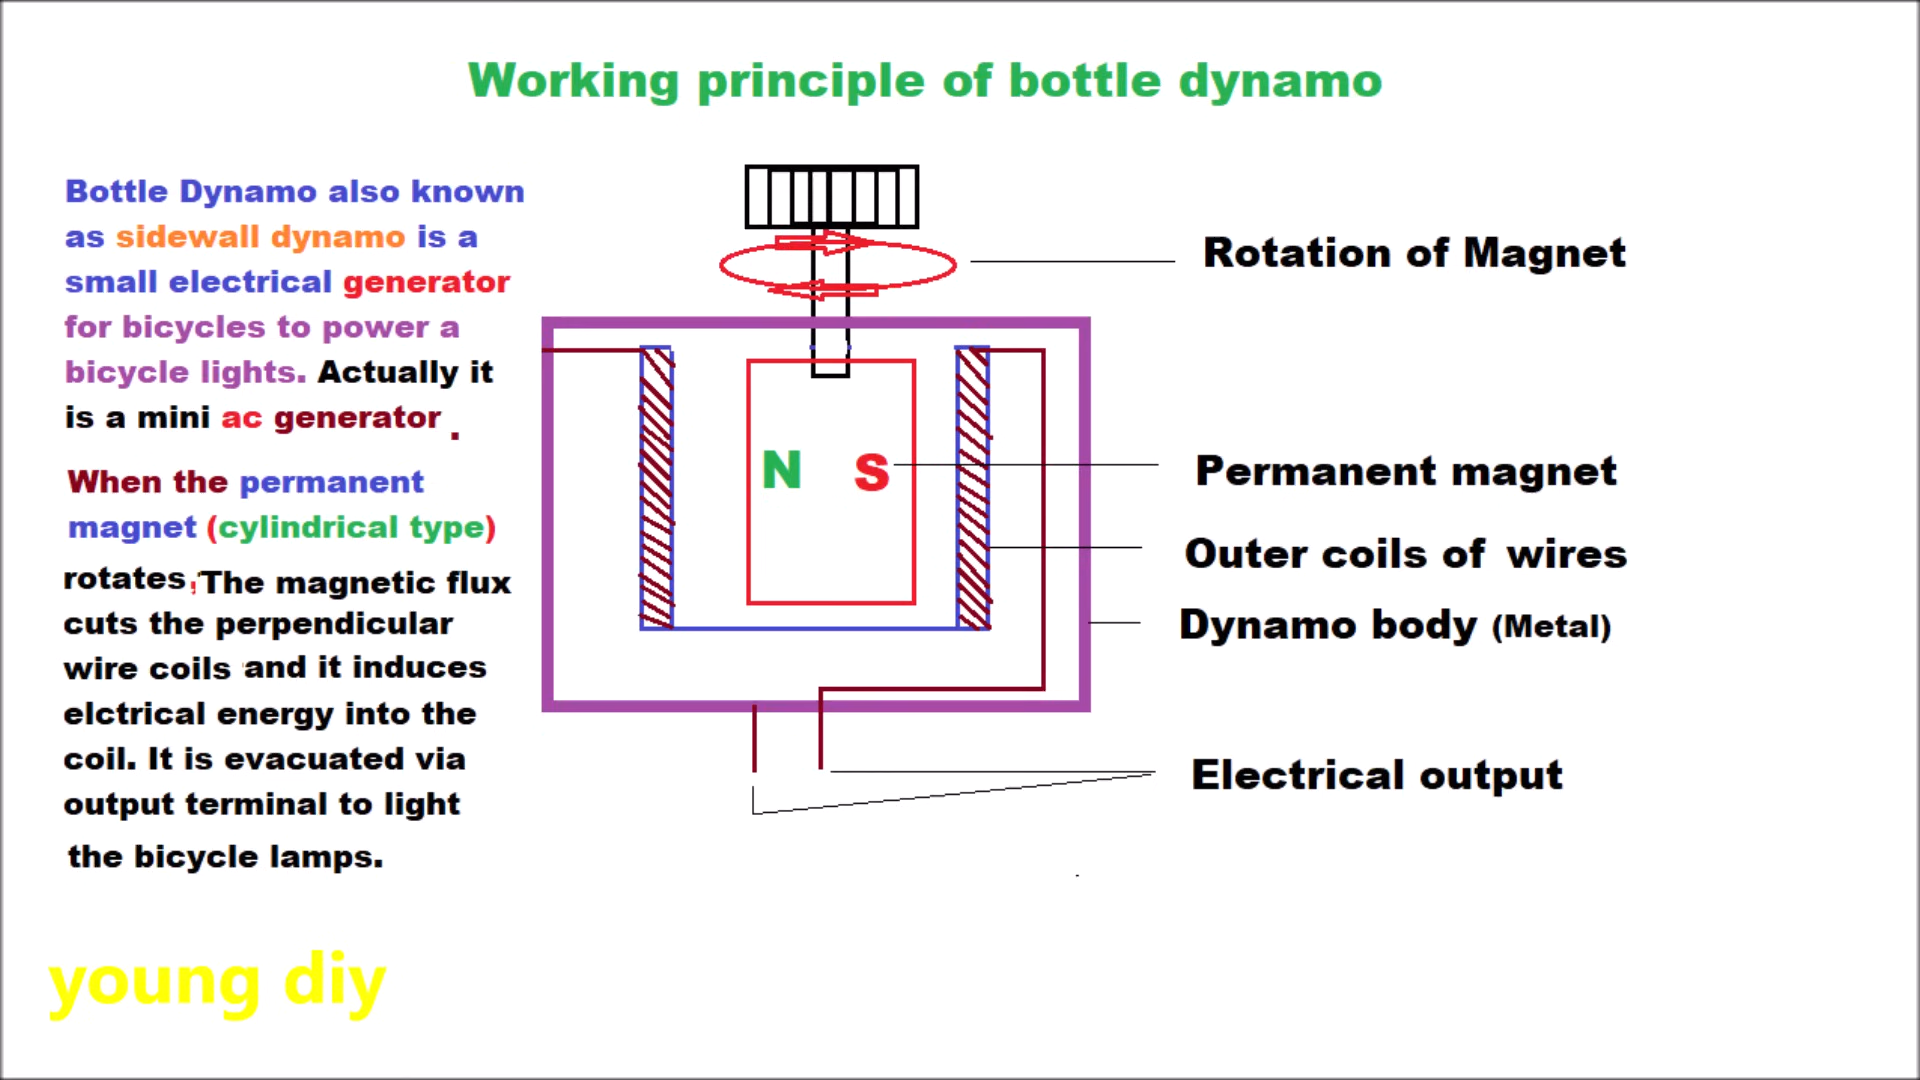 Working principle of bottle dynamo
Bottle Dynamo also known
as sidewall dynamo is a
small electrical generator
for bicycles to power a
bicycle lights. Actually it
is a mini ac generator .
When the permanent
magnet (cylindrical type)
rotates, The magnetic flux
cuts the perpendicular
wire coils and it induces
elctrical energy into the
coil. It is evacuated via
output terminal to light
the bicycle lamps.
Rotation of Magnet
N S
Permanent magnet
Outer coils of wires
Dynamo body (Metal)
Electrical output
young diy